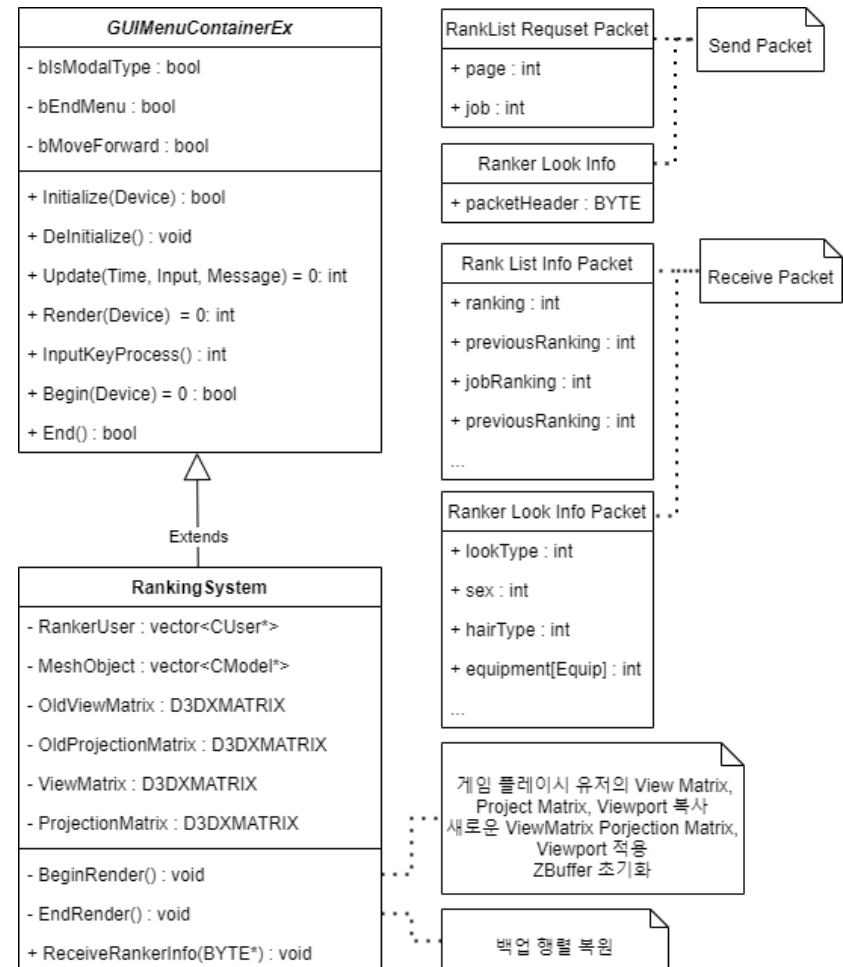 GUIMenuContainerEx
- bIsModalType : bool
- bEndMenu : bool
- bMoveForward : bool
+ Initialize(Device) : bool
+ DeInitialize() : void
+ Update(Time, Input, Message) = 0: int
+ Render(Device)  = 0: int
+ InputKeyProcess() : int
+ Begin(Device) = 0 : bool
+ End() : bool
Extends
RankingSystem
- RankerUser : vector<CUser*>
- MeshObject : vector<CModel*>
- OldViewMatrix : D3DXMATRIX
- OldProjectionMatrix : D3DXMATRIX
- ViewMatrix : D3DXMATRIX
- ProjectionMatrix : D3DXMATRIX
- BeginRender() : void
- EndRender() : void
+ ReceiveRankerInfo(BYTE*) : void
RankList Requset Packet
+ page : int
+ job : int
Send Packet
Ranker Look Info
+ packetHeader : BYTE
Rank List Info Packet
+ ranking : int
+ previousRanking : int
+ jobRanking : int
+ previousRanking : int
...
Receive Packet
Ranker Look Info Packet
+ lookType : int
+ sex : int
+ hairType : int
+ equipment[Equip] : int
...
게임 플레이시 유저의 View Matrix,
Project Matrix, Viewport 복사
새로운 ViewMatrix Porjection Matrix,
Viewport 적용
ZBuffer 초기화
백업 행렬 복원